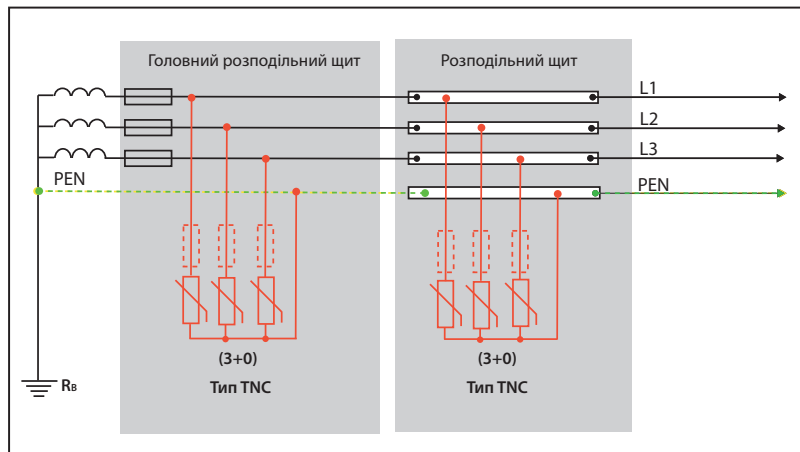 Головний розподільний щит
Розподільний щит
L1
L2
L3
PEN
PEN
(3+0)
Тип TNC
(3+0)
Тип TNC
RB